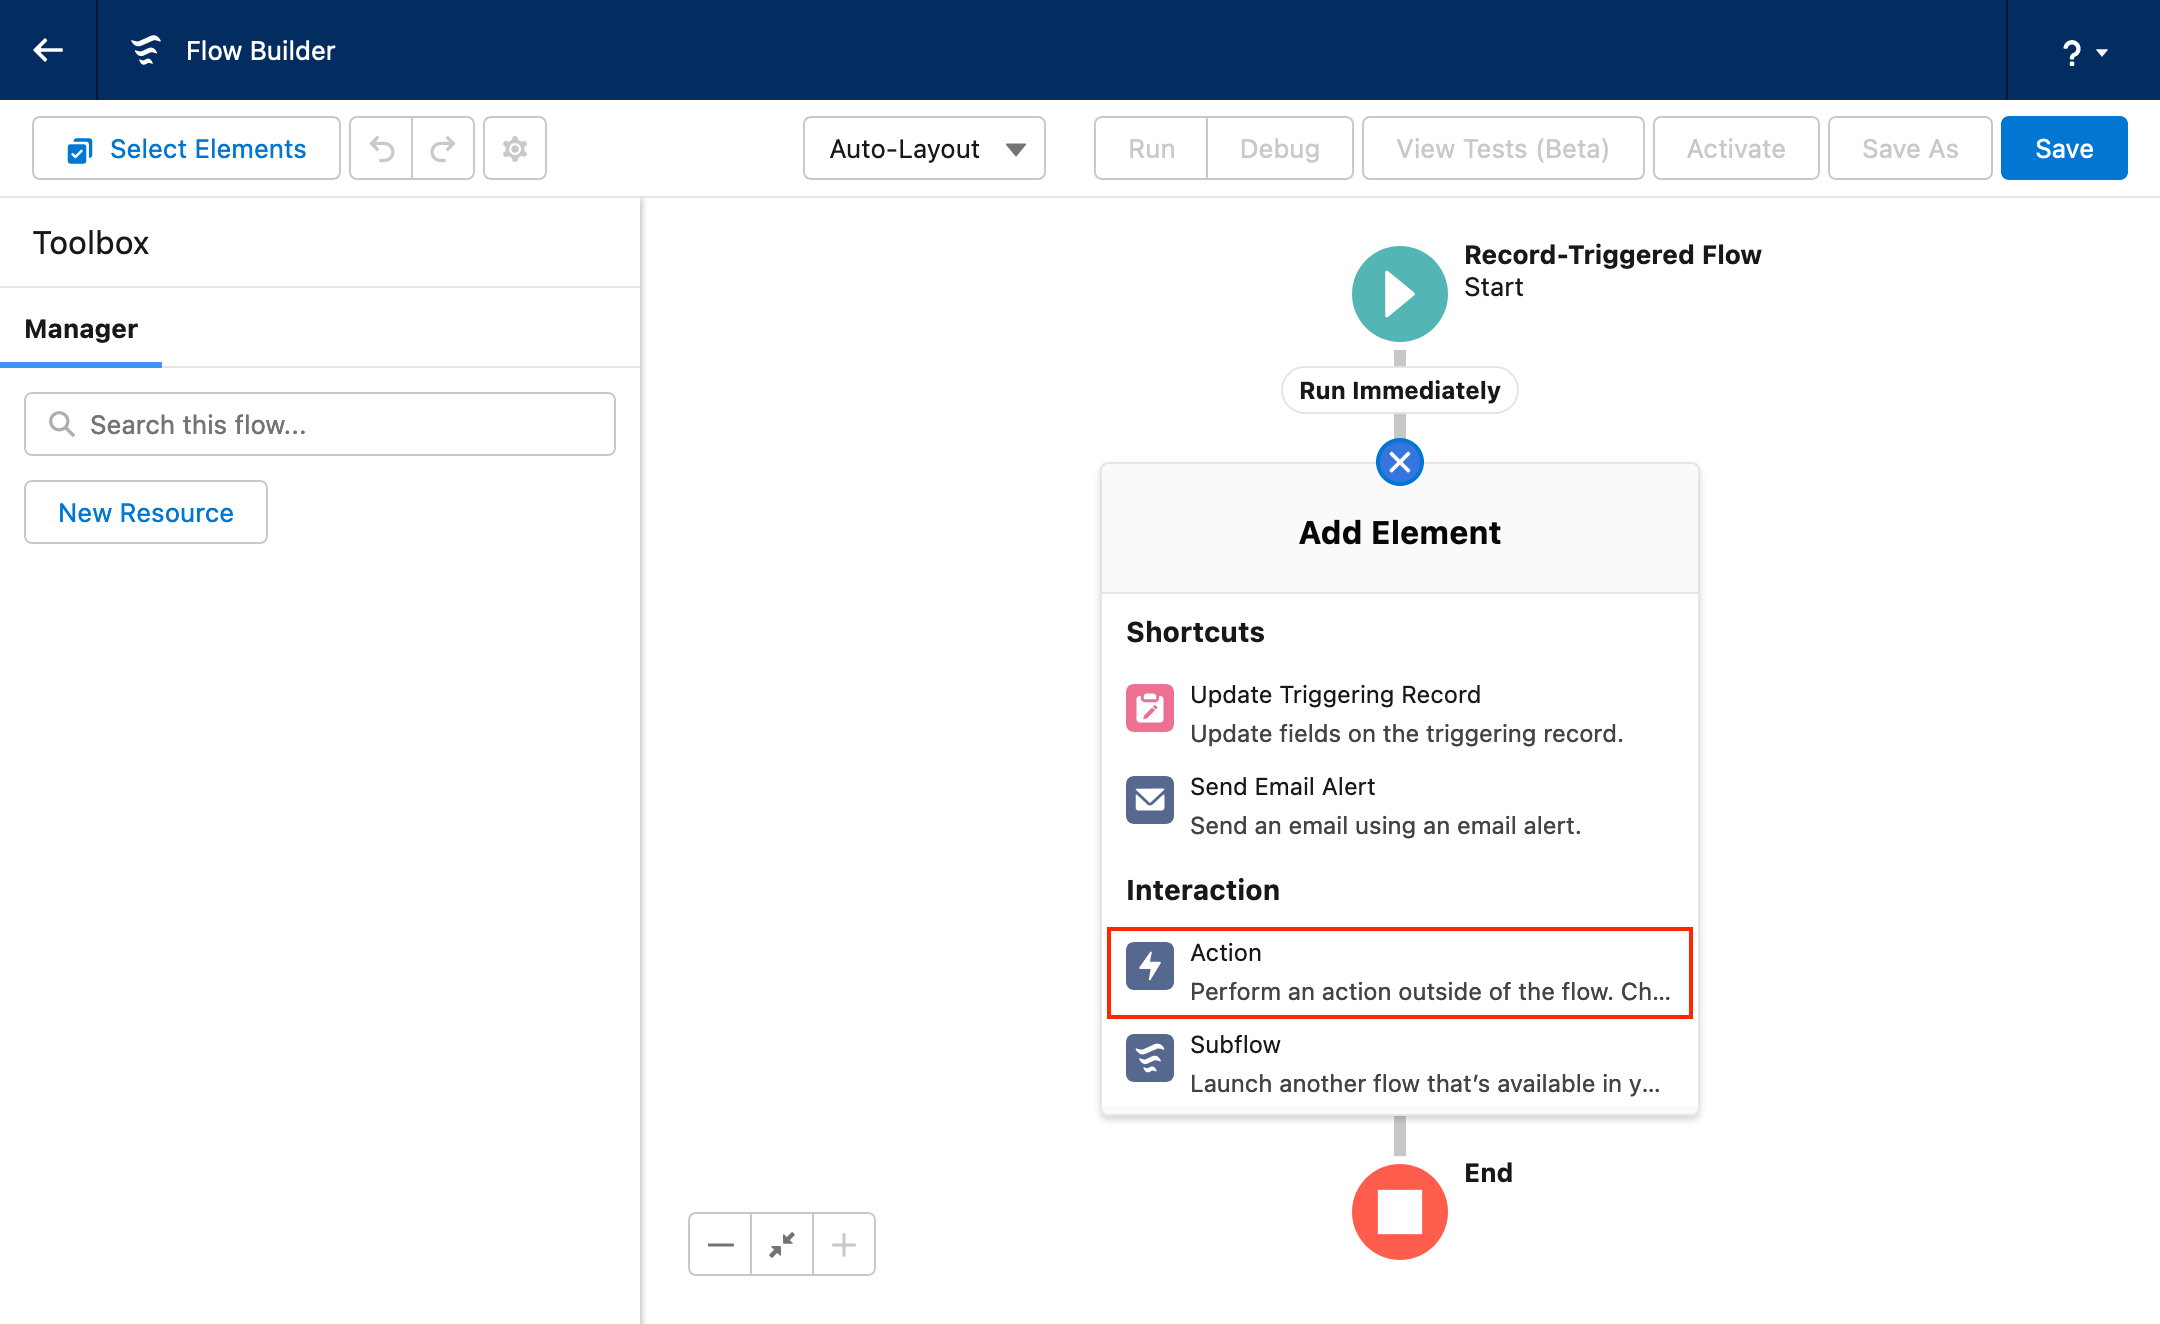 Flow Builder
?
Select Elements
Auto-Layout
Run
Debug
View Tests (Beta)
Activate
Save As
Save
Toolbox
Manager
Search this flow...
New Resource
Record-Triggered Flow
Start
Run Immediately
Add Element
Shortcuts
Update Triggering Record
Update fields on the triggering record.
Send Email Alert
Send an email using an email alert.
Interaction
Action
Perform an action outside of the flow. Ch...
Subflow
Launch another flow that’s available in y...
End